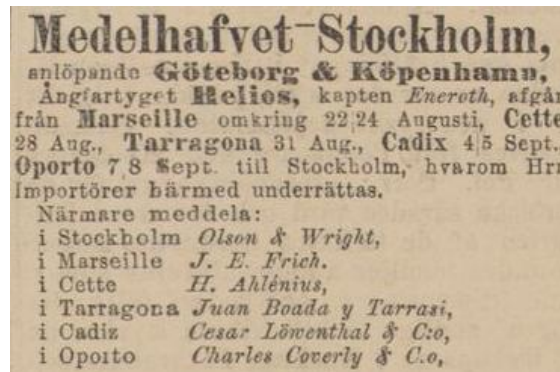 Medelhafvet-Stockholm,
anlöpande Göteborg & Köpenhamn,
Ångfartyget Helios, kapten Eneroth, afgår
från Marseille omkring 22/24 Augusti, Cette
28 Aug., Tarragona 31 Aug., Cadix 4/5 Sept.,
Oporto 7/8 Sept. till Stockholm, hvarom Hrr
Importörer härmed underrättas.
Närmare meddela:
i Stockholm Olson & Wright,
i Marseille J. E. Frich.
i Cette H. Ahlénius,
i Tarragona Juan Boada y Tarrasi,
i Cadiz Cesar Löwenthal & C:o,
i Oporto Charles Coverly & C.o,